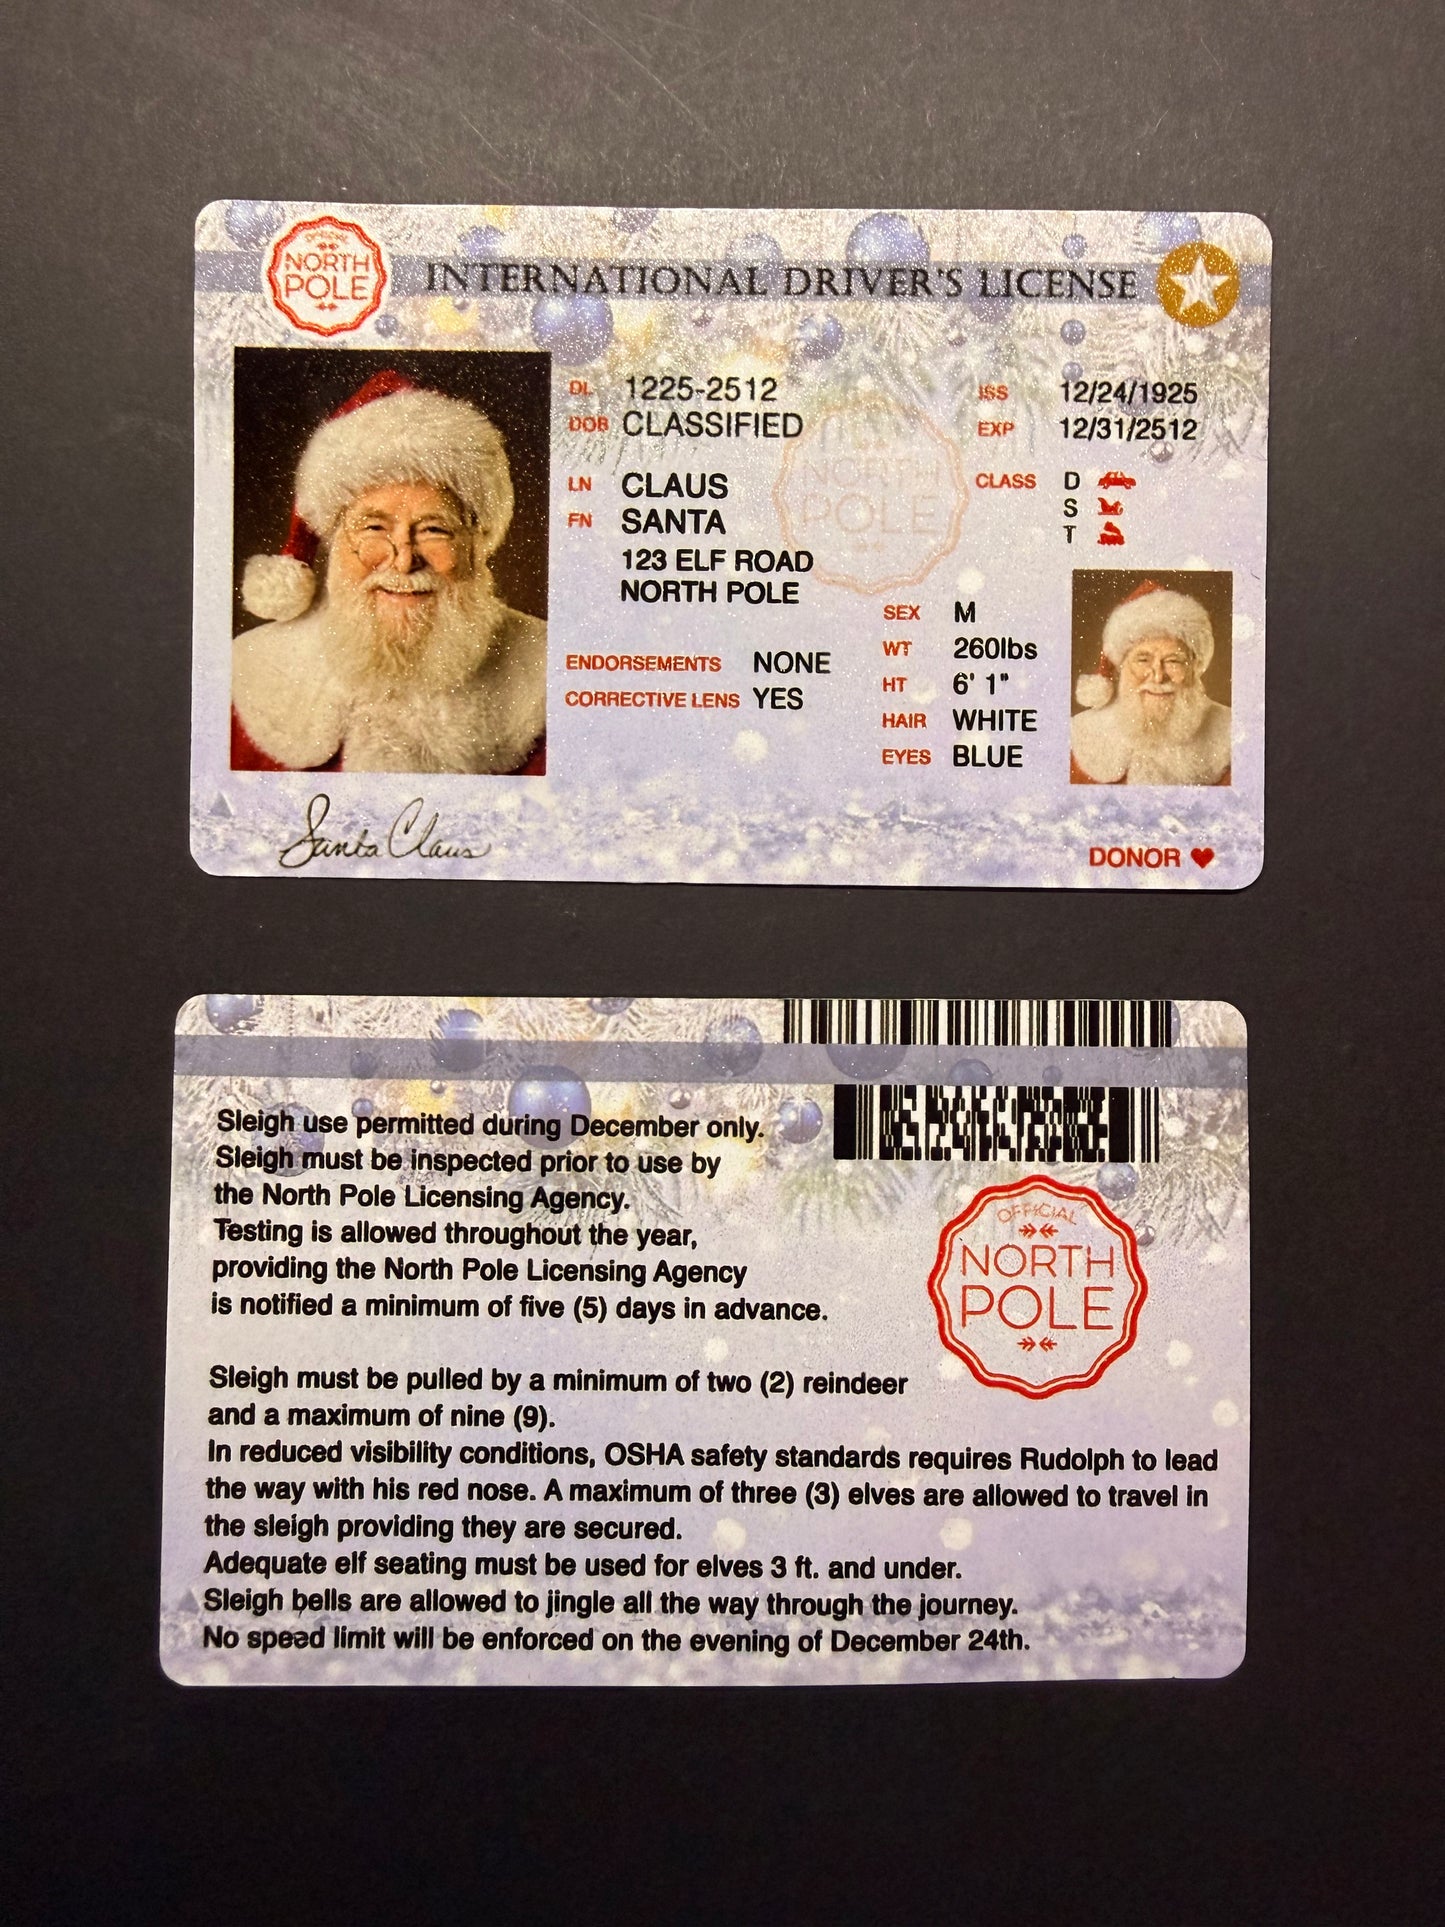 OFFICIAL
NORTH
POLE
INTERNATIONAL DRIVER'S LICENSE
DL 1225-2512
DOB CLASSIFIED
ISS 12/24/1925
EXP 12/31/2512
LN CLAUS
FN SANTA
123 ELF ROAD
NORTH POLE
CLASS D
S
T
NORTH
POLE
ENDORSEMENTS NONE
CORRECTIVE LENS YES
SEX M
WT 260lbs
HT 6' 1"
HAIR WHITE
EYES BLUE
Santa Claus
DONOR
Sleigh use permitted during December only.
Sleigh must be inspected prior to use by
the North Pole Licensing Agency.
Testing is allowed throughout the year,
providing the North Pole Licensing Agency
is notified a minimum of five (5) days in advance.
OFFICIAL
NORTH
POLE
Sleigh must be pulled by a minimum of two (2) reindeer
and a maximum of nine (9).
In reduced visibility conditions, OSHA safety standards requires Rudolph to lead
the way with his red nose. A maximum of three (3) elves are allowed to travel in
the sleigh providing they are secured.
Adequate elf seating must be used for elves 3 ft. and under.
Sleigh bells are allowed to jingle all the way through the journey.
No speed limit will be enforced on the evening of December 24th.